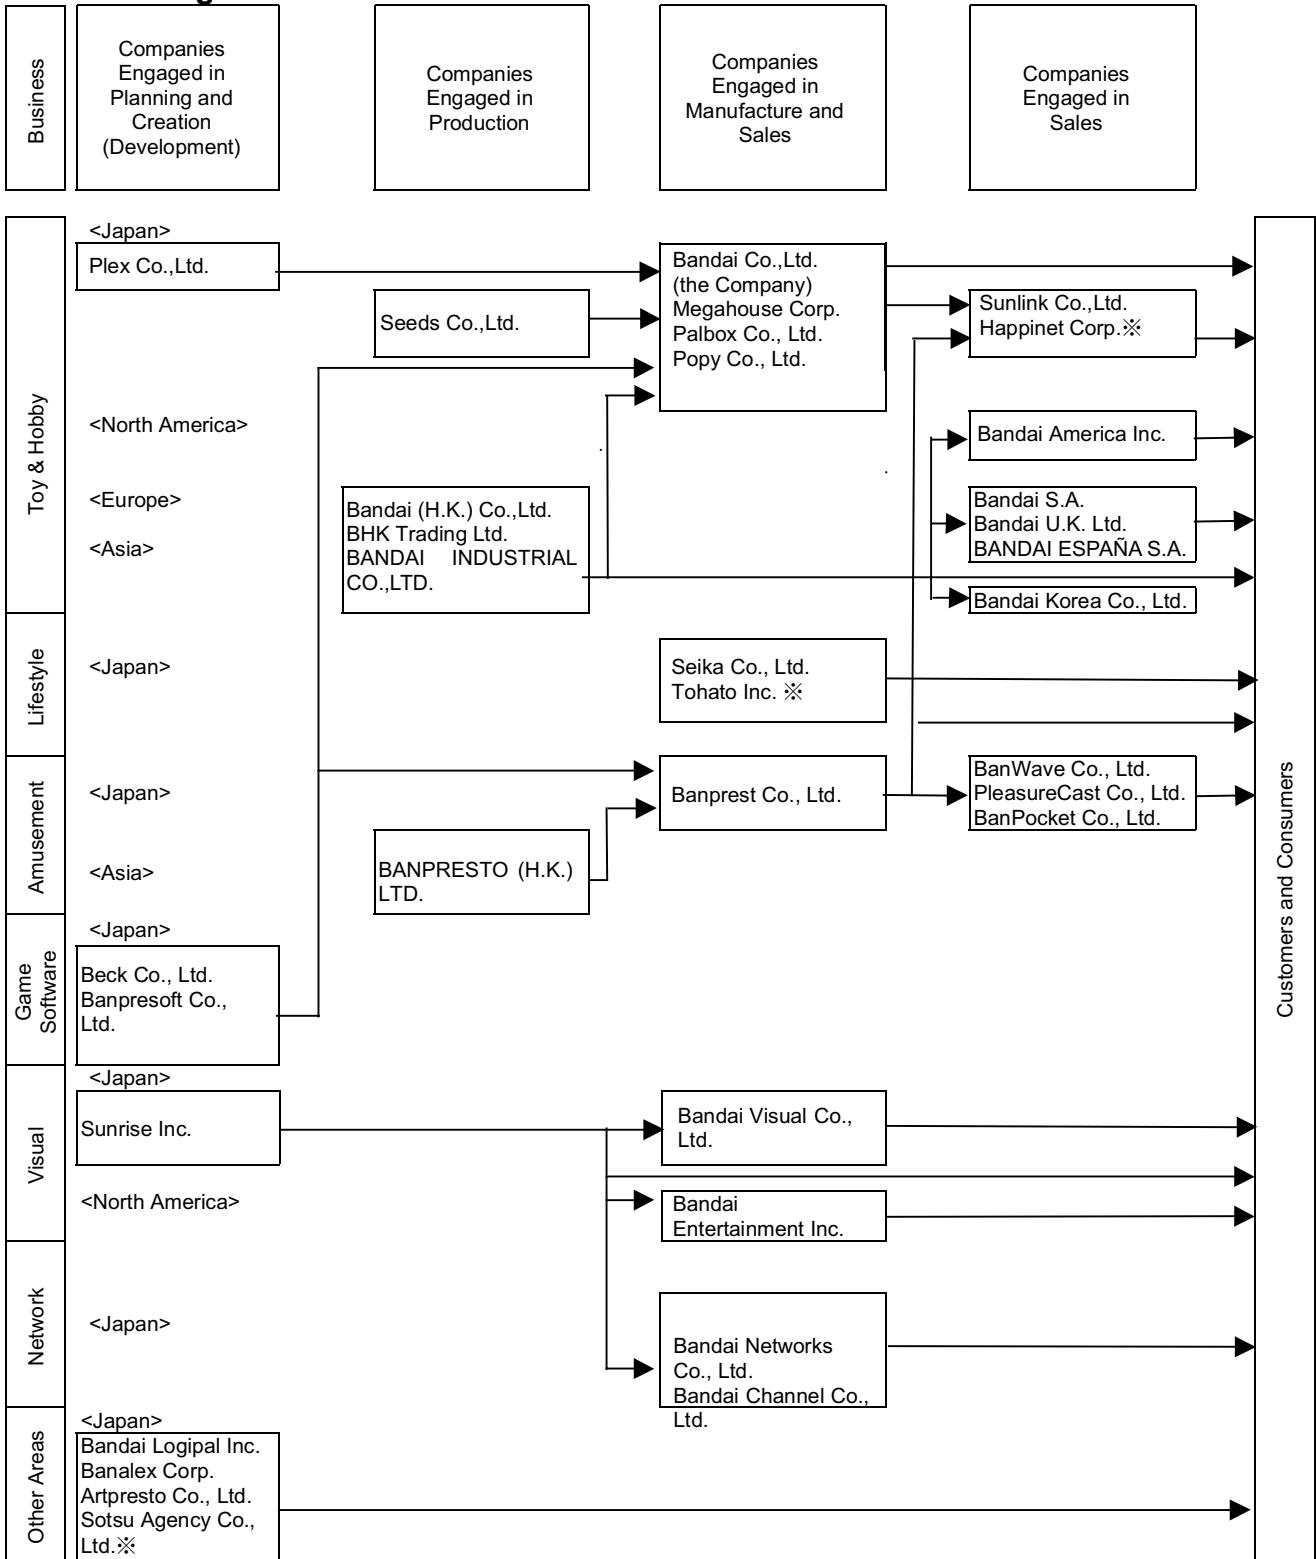 Business
Companies
Engaged in
Planning and
Creation
(Development)
Companies
Engaged in
Production
Companies
Engaged in
Manufacture and
Sales
Companies
Engaged in
Sales
Toy & Hobby
<Japan>
Plex Co.,Ltd.
Seeds Co.,Ltd.
Bandai Co.,Ltd.
(the Company)
Megahouse Corp.
Palbox Co., Ltd.
Popy Co., Ltd.
Sunlink Co.,Ltd.
Happinet Corp.※
<North America>
Bandai America Inc.
<Europe>
Bandai S.A.
Bandai U.K. Ltd.
BANDAI ESPAÑA S.A.
<Asia>
Bandai (H.K.) Co.,Ltd.
BHK Trading Ltd.
BANDAI INDUSTRIAL
CO.,LTD.
Bandai Korea Co., Ltd.
Lifestyle
<Japan>
Seika Co., Ltd.
Tohato Inc. ※
Amusement
<Japan>
Banprest Co., Ltd.
BanWave Co., Ltd.
PleasureCast Co., Ltd.
BanPocket Co., Ltd.
<Asia>
BANPRESTO (H.K.)
LTD.
Game
Software
<Japan>
Beck Co., Ltd.
Banpresoft Co.,
Ltd.
Visual
<Japan>
Sunrise Inc.
Bandai Visual Co.,
Ltd.
<North America>
Bandai
Entertainment Inc.
Network
<Japan>
Bandai Networks
Co., Ltd.
Bandai Channel Co.,
Ltd.
Other Areas
<Japan>
Bandai Logipal Inc.
Banalex Corp.
Artpresto Co., Ltd.
Sotsu Agency Co.,
Ltd.※
Customers and Consumers